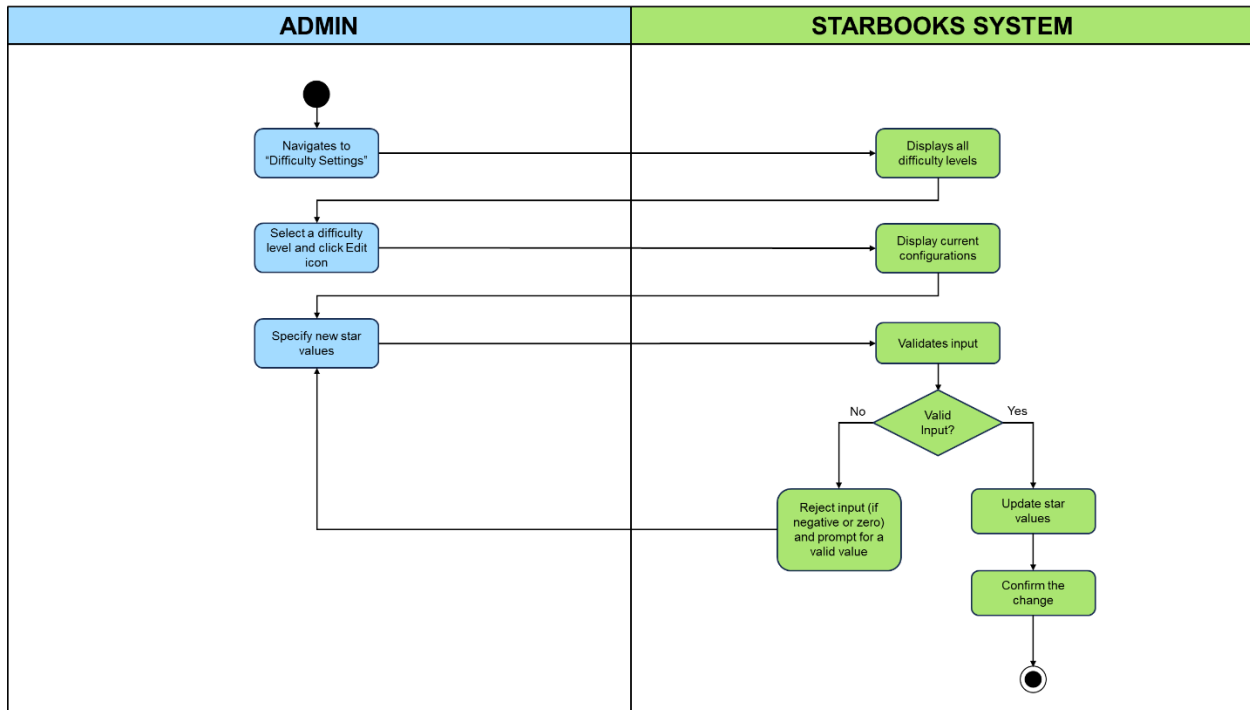 ADMIN
STARBOOKS SYSTEM
Navigates to
“Difficulty Settings”
Displays all
difficulty levels
Select a difficulty
level and click Edit
icon
Display current
configurations
Specify new star
values
Validates input
No
Valid
Input?
Yes
Reject input (if
negative or zero)
and prompt for a
valid value
Update star
values
Confirm the
change